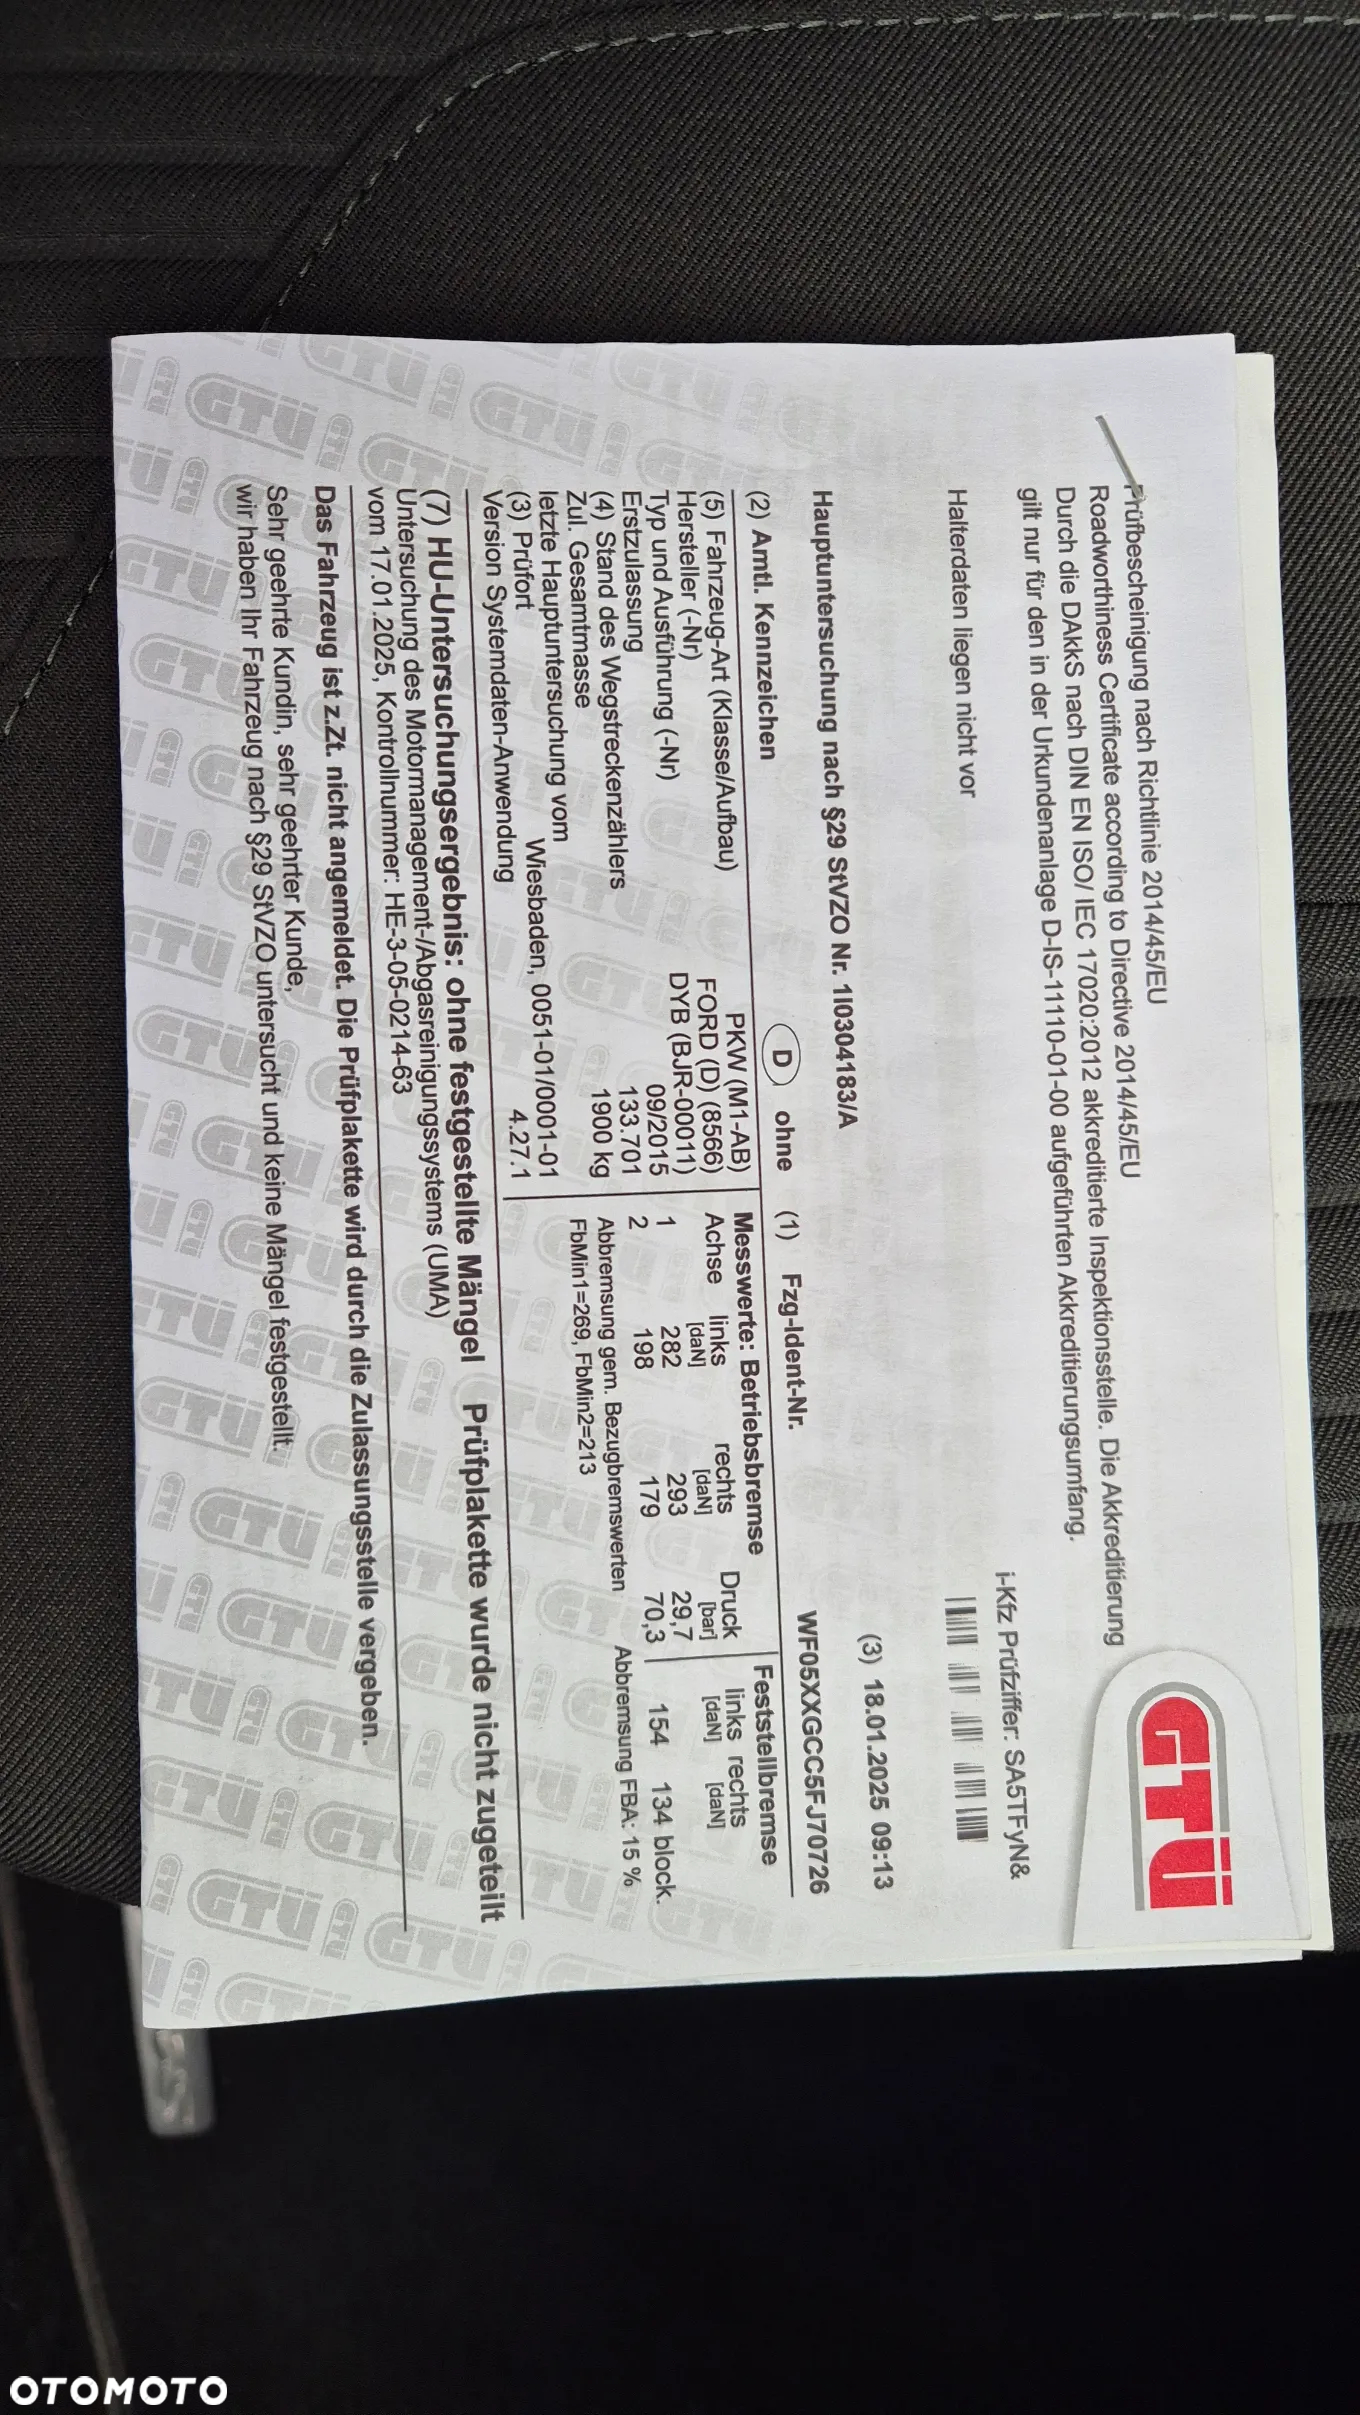 Prüfbescheinigung nach Richtlinie 2014/45/EU
Roadworthiness Certificate according to Directive 2014/45/EU
Durch die DAkkS nach DIN EN ISO/ IEC 17020:2012 akkreditierte Inspektionsstelle. Die Akkreditierung
gilt nur für den in der Urkundenanlage D-IS-11110-01-00 aufgeführten Akkreditierungsumfang.
GTÜ
i-Kfz Prüfziffer: SA5TFyN&
Halterdaten liegen nicht vor
(3) 18.01.2025 09:13
Hauptuntersuchung nach §29 StVZO Nr. 1I0304183/A
(2) Amtl. Kennzeichen D ohne (1) Fzg-Ident-Nr. WF05XXGCC5FJ70726
(5) Fahrzeug-Art (Klasse/Aufbau) PKW (M1-AB) Messwerte: Betriebsbremse Feststellbremse
Hersteller (-Nr) FORD (D) (8566) Achse links rechts Druck links rechts
Typ und Ausführung (-Nr) DYB (BJR-00011) [daN] [daN] [bar] [daN] [daN]
Erstzulassung 09/2015 1 282 293 29,7
(4) Stand des Wegstreckenzählers 133.701 2 198 179 70,3 154 134 block.
Zul. Gesamtmasse 1900 kg Abbremsung gem. Bezugbremswerten Abbremsung FBA: 15 %
letzte Hauptuntersuchung vom FbMin1=269, FbMin2=213
(3) Prüfort Wiesbaden, 0051-01/0001-01
Version Systemdaten-Anwendung 4.27.1
(7) HU-Untersuchungsergebnis: ohne festgestellte Mängel Prüfplakette wurde nicht zugeteilt
Untersuchung des Motormanagement-/Abgasreinigungssystems (UMA)
vom 17.01.2025, Kontrollnummer: HE-3-05-0214-63
Das Fahrzeug ist z.Zt. nicht angemeldet. Die Prüfplakette wird durch die Zulassungsstelle vergeben.
Sehr geehrte Kundin, sehr geehrter Kunde,
wir haben Ihr Fahrzeug nach §29 StVZO untersucht und keine Mängel festgestellt.
OTOMOTO